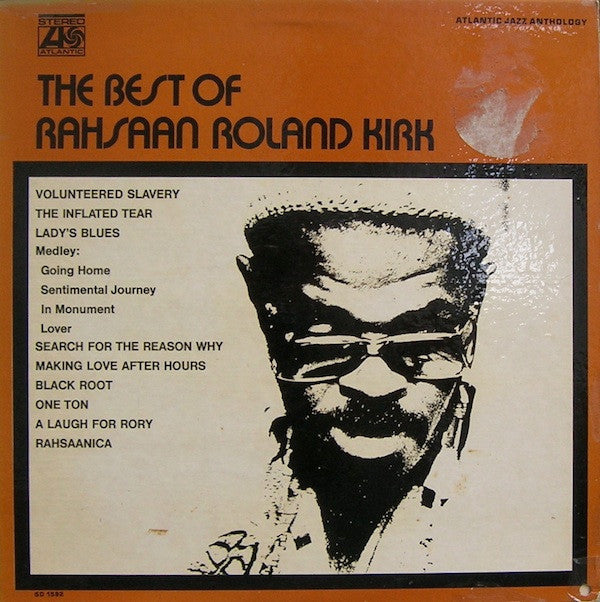 STEREO
ATLANTIC
ATLANTIC JAZZ ANTHOLOGY
THE BEST OF
RAHSAAN ROLAND KIRK
VOLUNTEERED SLAVERY
THE INFLATED TEAR
LADY'S BLUES
Medley:
Going Home
Sentimental Journey
In Monument
Lover
SEARCH FOR THE REASON WHY
MAKING LOVE AFTER HOURS
BLACK ROOT
ONE TON
A LAUGH FOR RORY
RAHSAANICA
SD 1592